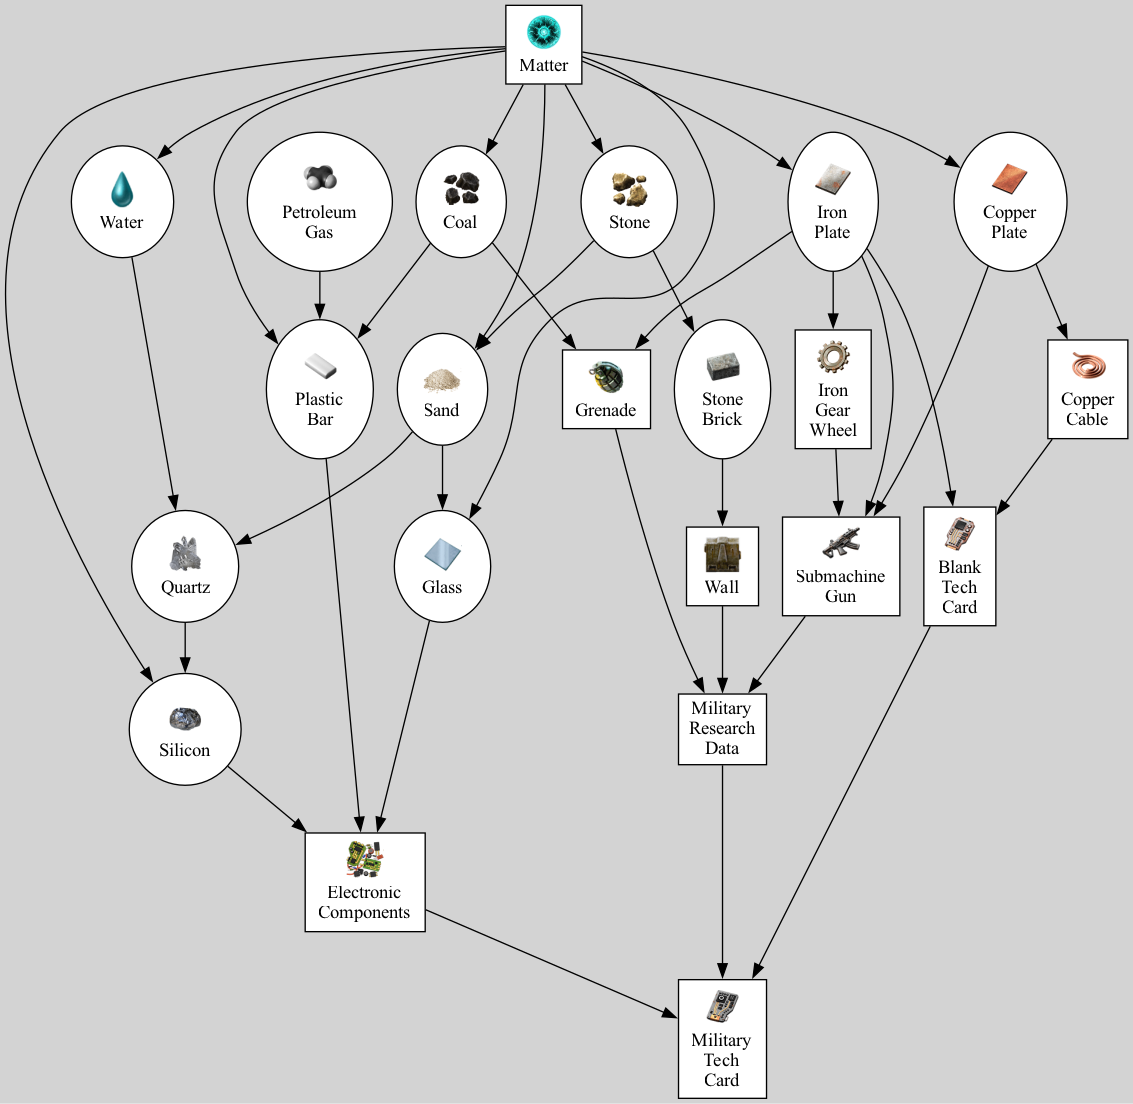 Matter
Water
Petroleum
Gas
Coal
Stone
Iron
Plate
Copper
Plate
Plastic
Bar
Sand
Grenade
Stone
Brick
Iron
Gear
Wheel
Copper
Cable
Quartz
Glass
Wall
Submachine
Gun
Blank
Tech
Card
Silicon
Military
Research
Data
Electronic
Components
Military
Tech
Card